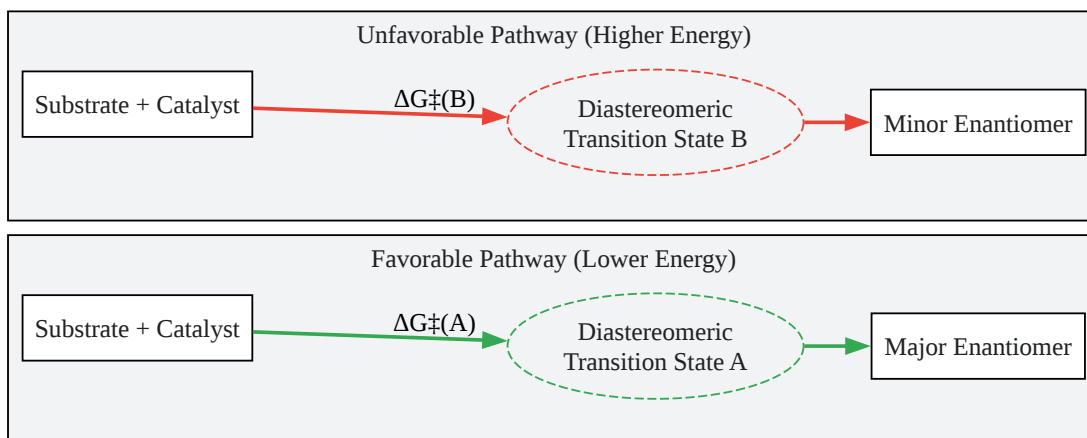 Unfavorable Pathway (Higher Energy)
Substrate + Catalyst
ΔG‡(B)
Diastereomeric
Transition State B
Minor Enantiomer
Favorable Pathway (Lower Energy)
Substrate + Catalyst
ΔG‡(A)
Diastereomeric
Transition State A
Major Enantiomer